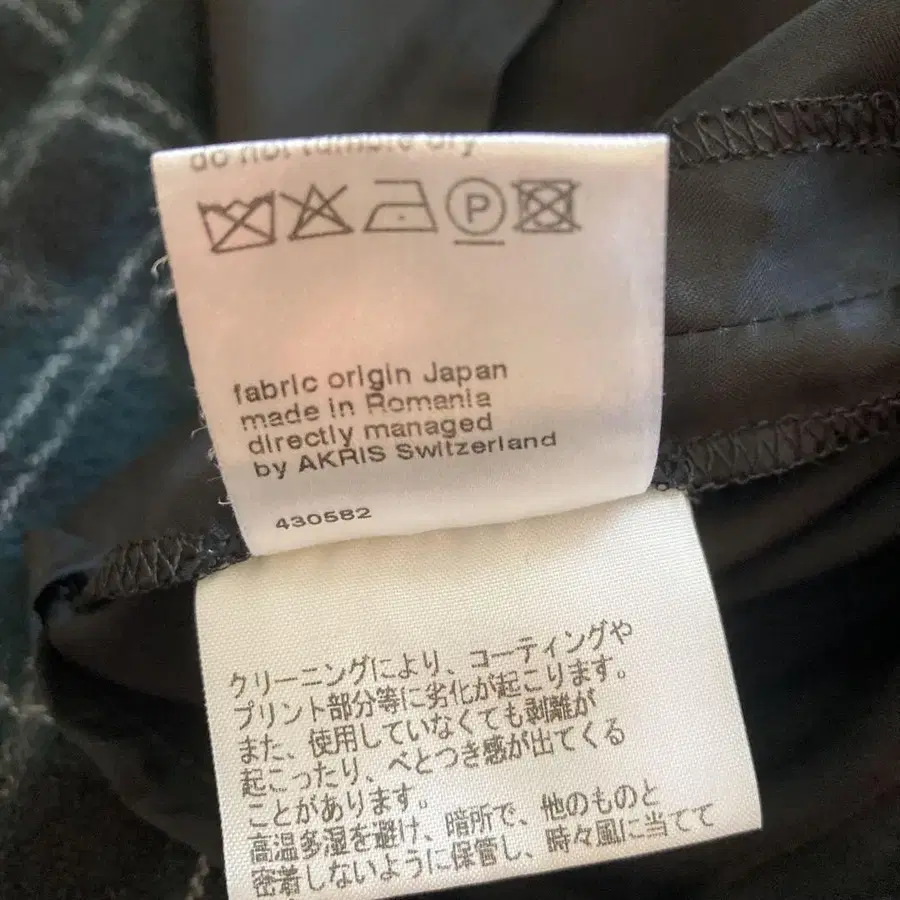 do not tumble dry
P
fabric origin Japan
made in Romania
directly managed
by AKRIS Switzerland
430582
クリーニングにより、コーティングや
プリント部分等に劣化が起こります。
また、使用していなくても剥離が
起こったり、べとつき感が出てくる
ことがあります。
高温多湿を避け、暗所で、他のものと
密着しないように保管し、時々風に当てて